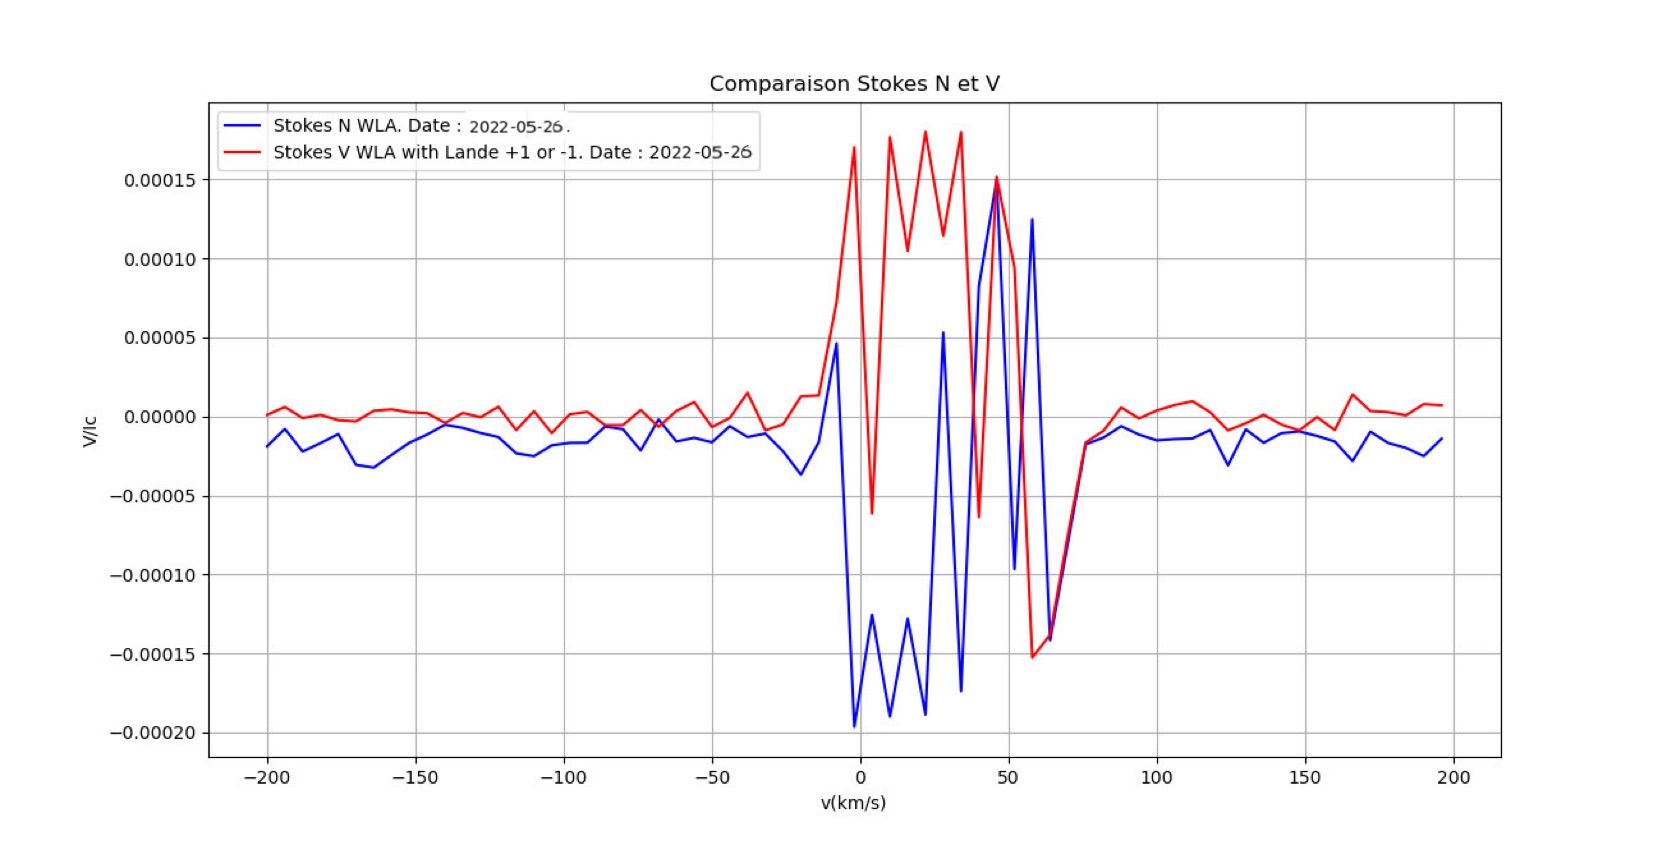 Comparaison Stokes N et V
Stokes N WLA. Date : 2022-05-26.
Stokes V WLA with Lande +1 or -1. Date : 2022-05-26
0.00015
0.00010
0.00005
0.00000
−0.00005
−0.00010
−0.00015
−0.00020
V/Ic
−200 −150 −100 −50 0 50 100 150 200
v(km/s)